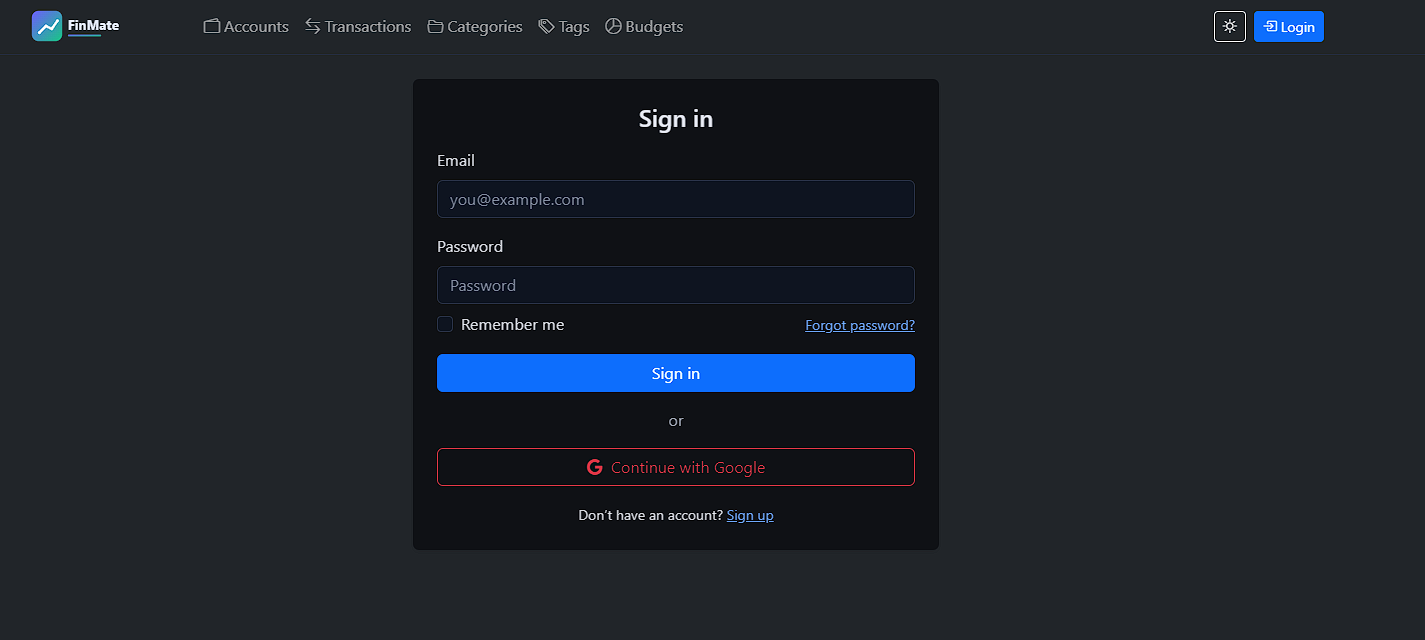 FinMate Accounts Transactions Categories Tags Budgets Login
Sign in
Email
you@example.com
Password
Password
Remember me Forgot password?
Sign in
or
Continue with Google
Don't have an account? Sign up